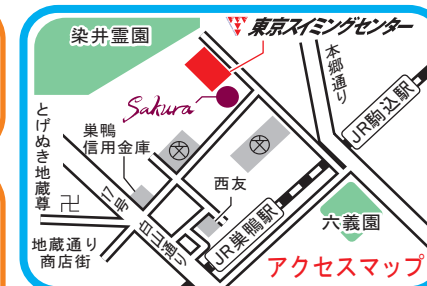 染井霊園
東京スイミングセンター
本郷通り
JR駒込駅
Sakura
とげぬき地蔵尊
巣鴨
信用金庫
文
文
卍
17号
西友
白山通り
JR巣鴨駅
六義園
地蔵通り
商店街
アクセスマップ